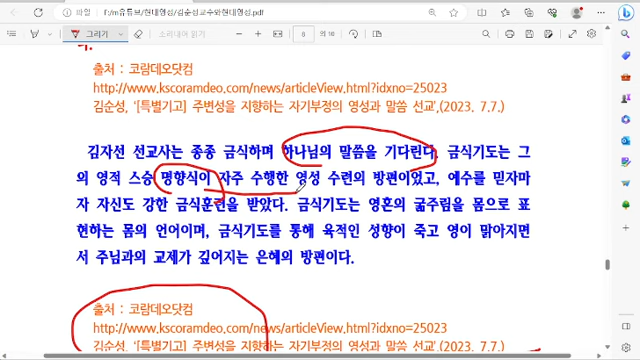 파일 | f:/m유튜브/현대형성/김순성교수와현대형성.pdf
그리기
소리내어 읽기
8
의 10
출처 : 코람데오닷컴
http://www.kscoramdeo.com/news/articleView.html?idxno=25023
김순성, ‘[특별기고] 주변성을 지향하는 자기부정의 영성과 말씀 선교’,(2023. 7.7.)
김자선 선교사는 종종 금식하며 하나님의 말씀을 기다린다. 금식기도는 그
의 영적 스승 명향식이 자주 수행한 영성 수련의 방편이었고, 예수를 믿자마
자 자신도 강한 금식훈련을 받았다. 금식기도는 영혼의 굶주림을 몸으로 표
현하는 몸의 언어이며, 금식기도를 통해 육적인 성향이 죽고 영이 맑아지면
서 주님과의 교제가 깊어지는 은혜의 방편이다.
출처 : 코람데오닷컴
http://www.kscoramdeo.com/news/articleView.html?idxno=25023
김순성, ‘[특별기고] 주변성을 지향하는 자기부정의 영성과 말씀 선교’,(2023. 7.7.)